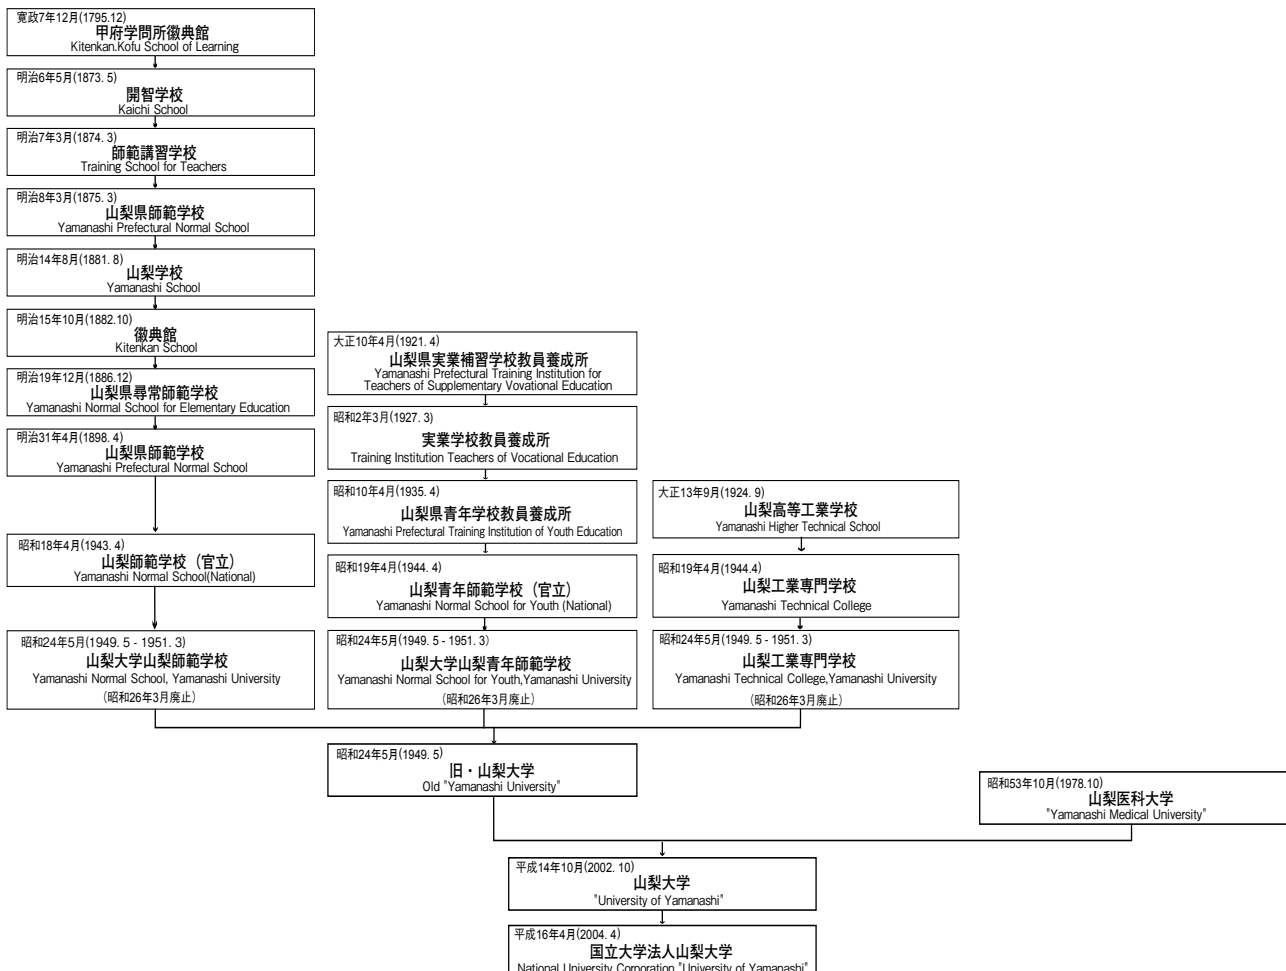 寛政7年12月(1795.12)
甲府学問所徽典館
Kitenkan.Kofu School of Learning
明治6年5月(1873. 5)
開智学校
Kaichi School
明治7年3月(1874. 3)
師範講習学校
Training School for Teachers
明治8年3月(1875. 3)
山梨県師範学校
Yamanashi Prefectural Normal School
明治14年8月(1881. 8)
山梨学校
Yamanashi School
明治15年10月(1882.10)
徽典館
Kitenkan School
明治19年12月(1886.12)
山梨県尋常師範学校
Yamanashi Normal School for Elementary Education
明治31年4月(1898. 4)
山梨県師範学校
Yamanashi Prefectural Normal School
昭和18年4月(1943. 4)
山梨師範学校（官立）
Yamanashi Normal School(National)
昭和24年5月(1949. 5 - 1951. 3)
山梨大学山梨師範学校
Yamanashi Normal School, Yamanashi University
（昭和26年3月廃止）
大正10年4月(1921. 4)
山梨県実業補習学校教員養成所
Yamanashi Prefectural Training Institution for
Teachers of Supplementary Vovational Education
昭和2年3月(1927. 3)
実業学校教員養成所
Training Institution Teachers of Vocational Education
昭和10年4月(1935. 4)
山梨県青年学校教員養成所
Yamanashi Prefectural Training Institution of Youth Education
昭和19年4月(1944. 4)
山梨青年師範学校（官立）
Yamanashi Normal School for Youth (National)
昭和24年5月(1949. 5 - 1951. 3)
山梨大学山梨青年師範学校
Yamanashi Normal School for Youth,Yamanashi University
（昭和26年3月廃止）
大正13年9月(1924. 9)
山梨高等工業学校
Yamanashi Higher Technical School
昭和19年4月(1944.4)
山梨工業専門学校
Yamanashi Technical College
昭和24年5月(1949. 5 - 1951. 3)
山梨工業専門学校
Yamanashi Technical College,Yamanashi University
（昭和26年3月廃止）
昭和24年5月(1949. 5)
旧・山梨大学
Old "Yamanashi University"
昭和53年10月(1978.10)
山梨医科大学
"Yamanashi Medical University"
平成14年10月(2002. 10)
山梨大学
"University of Yamanashi"
平成16年4月(2004. 4)
国立大学法人山梨大学
National University Corporation "University of Yamanashi"